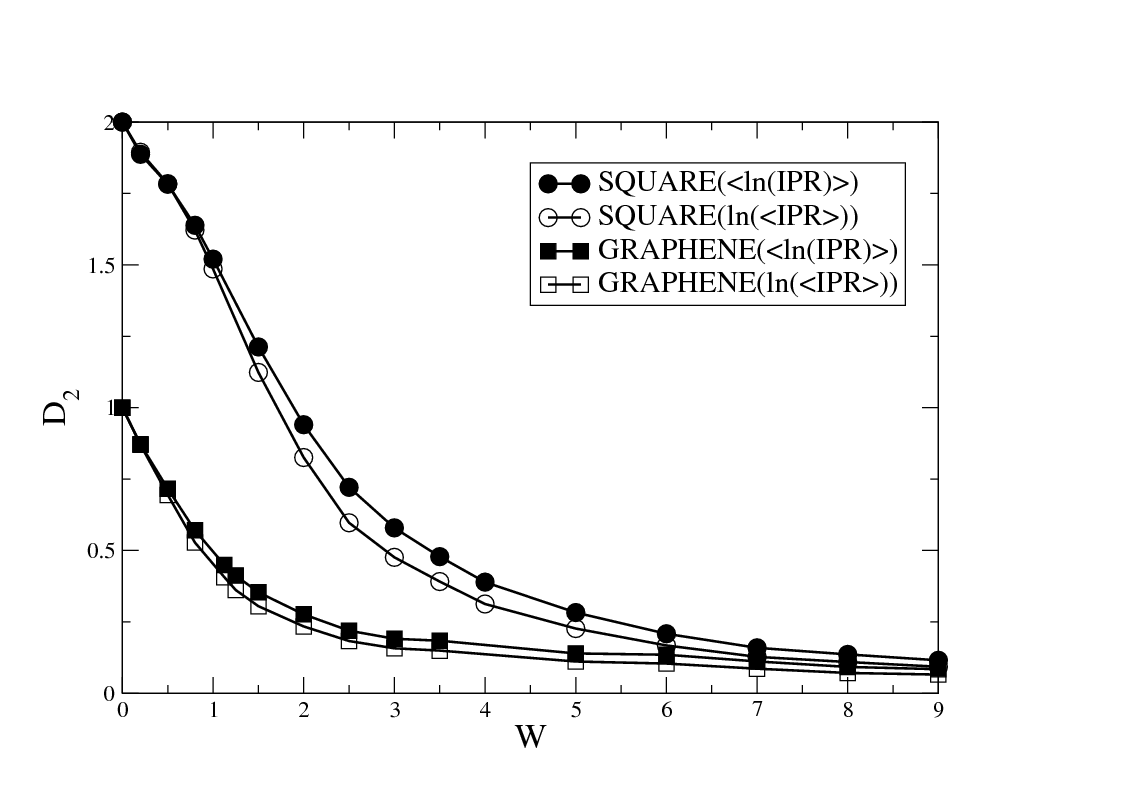 2
1.5
1
0.5
0
D2
SQUARE(<ln(IPR)>)
SQUARE(ln(<IPR>))
GRAPHENE(<ln(IPR)>)
GRAPHENE(ln(<IPR>))
0 1 2 3 4 5 6 7 8 9
W